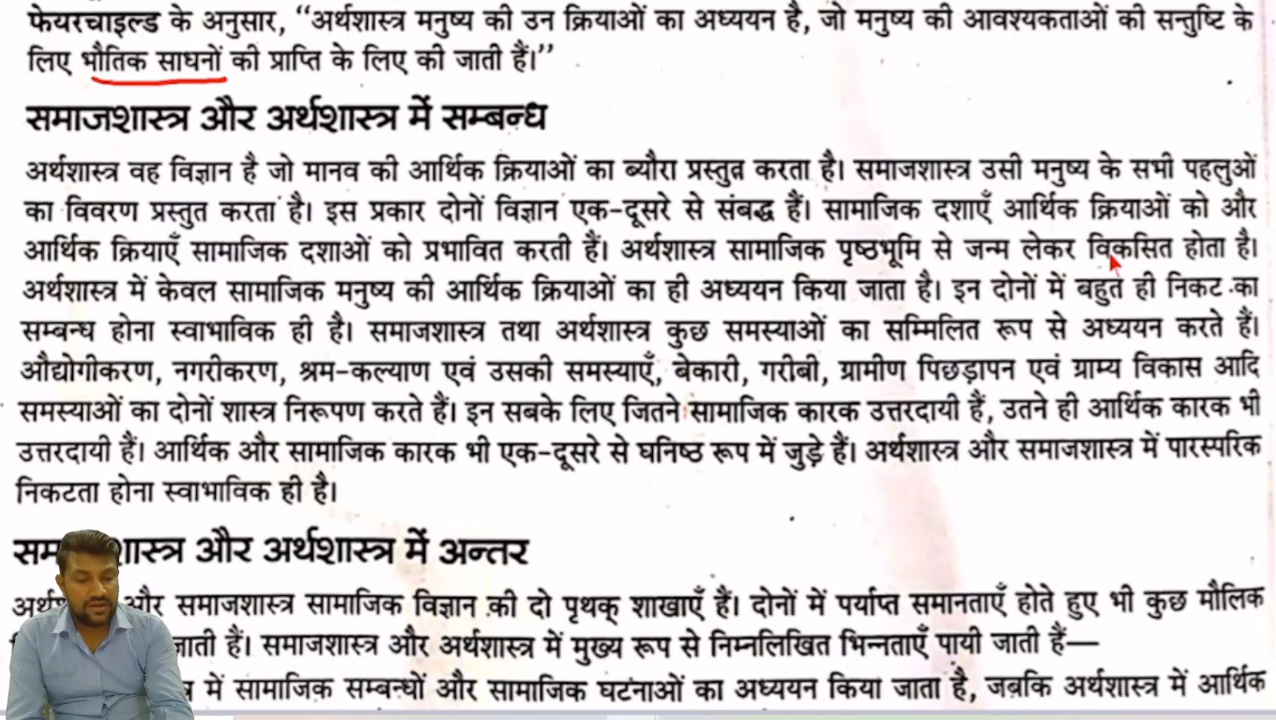 फेयरचाइल्ड के अनुसार, ‘‘अर्थशास्त्र मनुष्य की उन क्रियाओं का अध्ययन है, जो मनुष्य की आवश्यकताओं की सन्तुष्टि के
लिए भौतिक साधनों की प्राप्ति के लिए की जाती हैं।’’
समाजशास्त्र और अर्थशास्त्र में सम्बन्ध
अर्थशास्त्र वह विज्ञान है जो मानव की आर्थिक क्रियाओं का ब्यौरा प्रस्तुत करता है। समाजशास्त्र उसी मनुष्य के सभी पहलुओं
का विवरण प्रस्तुत करता है। इस प्रकार दोनों विज्ञान एक-दूसरे से संबद्ध हैं। सामाजिक दशाएँ आर्थिक क्रियाओं को और
आर्थिक क्रियाएँ सामाजिक दशाओं को प्रभावित करती हैं। अर्थशास्त्र सामाजिक पृष्ठभूमि से जन्म लेकर विकसित होता है।
अर्थशास्त्र में केवल सामाजिक मनुष्य की आर्थिक क्रियाओं का ही अध्ययन किया जाता है। इन दोनों में बहुत ही निकट का
सम्बन्ध होना स्वाभाविक ही है। समाजशास्त्र तथा अर्थशास्त्र कुछ समस्याओं का सम्मिलित रूप से अध्ययन करते हैं।
औद्योगीकरण, नगरीकरण, श्रम-कल्याण एवं उसकी समस्याएँ, बेकारी, गरीबी, ग्रामीण पिछड़ापन एवं ग्राम्य विकास आदि
समस्याओं का दोनों शास्त्र निरूपण करते हैं। इन सबके लिए जितने सामाजिक कारक उत्तरदायी हैं, उतने ही आर्थिक कारक भी
उत्तरदायी हैं। आर्थिक और सामाजिक कारक भी एक-दूसरे से घनिष्ठ रूप में जुड़े हैं। अर्थशास्त्र और समाजशास्त्र में पारस्परिक
निकटता होना स्वाभाविक ही है।
और अर्थशास्त्र में अन्तर
और समाजशास्त्र सामाजिक विज्ञान की दो पृथक् शाखाएँ हैं। दोनों में पर्याप्त समानताएँ होते हुए भी कुछ मौलिक
जाती हैं। समाजशास्त्र और अर्थशास्त्र में मुख्य रूप से निम्नलिखित भिन्नताएँ पायी जाती हैं—
में सामाजिक सम्बन्धों और सामाजिक घटनाओं का अध्ययन किया जाता है, जबकि अर्थशास्त्र में आर्थिक